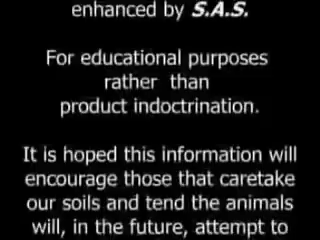 enhanced by S.A.S.
For educational purposes
rather than
product indoctrination.
It is hoped this information will
encourage those that caretake
our soils and tend the animals
will, in the future, attempt to